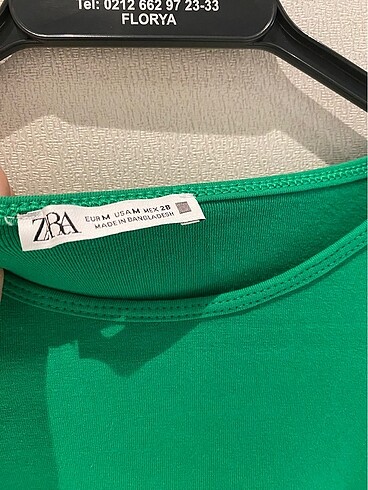 Tel: 0212 662 97 23-33
FLORYA
ZARA
EUR M USA M MEX 28
MADE IN BANGLADESH